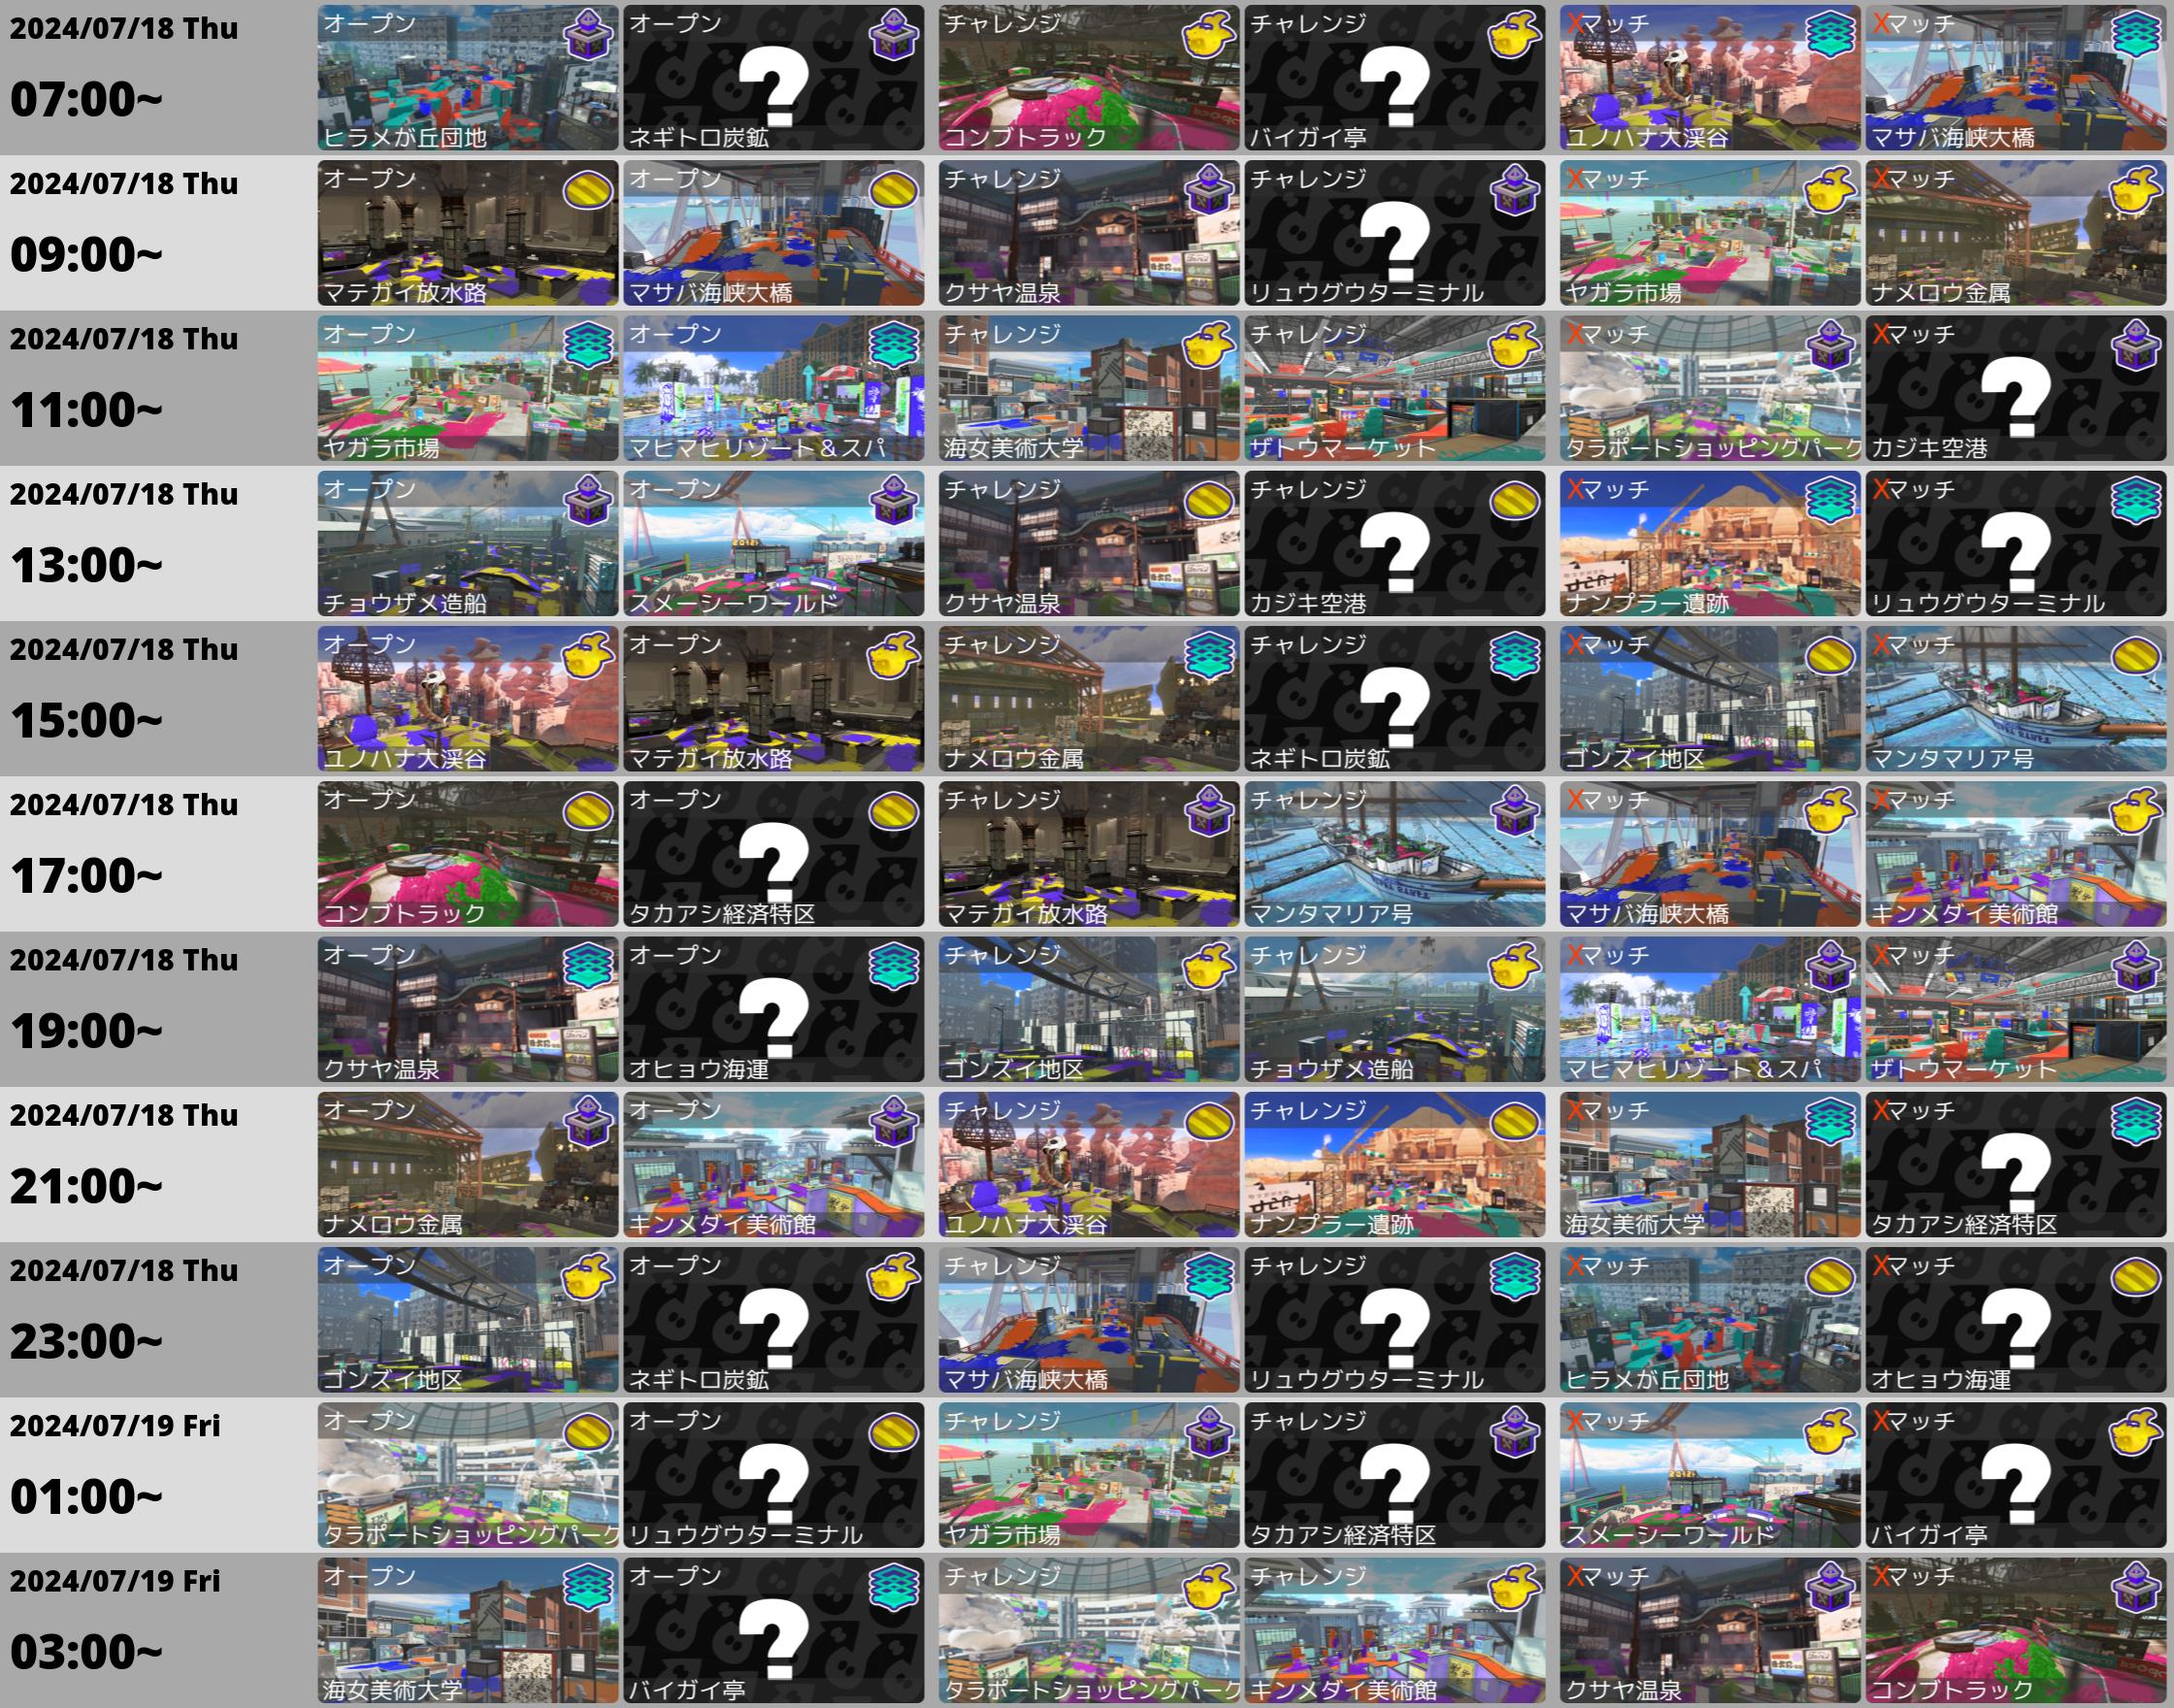 2024/07/18 Thu
07:00~
オープン
ヒラメが丘団地
オープン
ネギトロ炭鉱
チャレンジ
コンブトラック
チャレンジ
バイガイ亭
Xマッチ
ユノハナ大渓谷
Xマッチ
マサバ海峡大橋
2024/07/18 Thu
09:00~
オープン
マテガイ放水路
オープン
マサバ海峡大橋
チャレンジ
クサヤ温泉
チャレンジ
リュウグウターミナル
Xマッチ
ヤガラ市場
Xマッチ
ナメロウ金属
2024/07/18 Thu
11:00~
オープン
ヤガラ市場
オープン
マヒマヒリゾート&スパ
チャレンジ
海女美術大学
チャレンジ
ザトウマーケット
Xマッチ
タラポートショッピングパーク
Xマッチ
カジキ空港
2024/07/18 Thu
13:00~
オープン
チョウザメ造船
オープン
スメーシーワールド
チャレンジ
クサヤ温泉
チャレンジ
カジキ空港
Xマッチ
ナンプラー遺跡
Xマッチ
リュウグウターミナル
2024/07/18 Thu
15:00~
オープン
ユノハナ大渓谷
オープン
マテガイ放水路
チャレンジ
ナメロウ金属
チャレンジ
ネギトロ炭鉱
Xマッチ
ゴンズイ地区
Xマッチ
マンタマリア号
2024/07/18 Thu
17:00~
オープン
コンブトラック
オープン
タカアシ経済特区
チャレンジ
マテガイ放水路
チャレンジ
マンタマリア号
Xマッチ
マサバ海峡大橋
Xマッチ
キンメダイ美術館
2024/07/18 Thu
19:00~
オープン
クサヤ温泉
オープン
オヒョウ海運
チャレンジ
ゴンズイ地区
チャレンジ
チョウザメ造船
Xマッチ
マヒマヒリゾート&スパ
Xマッチ
ザトウマーケット
2024/07/18 Thu
21:00~
オープン
ナメロウ金属
オープン
キンメダイ美術館
チャレンジ
ユノハナ大渓谷
チャレンジ
ナンプラー遺跡
Xマッチ
海女美術大学
Xマッチ
タカアシ経済特区
2024/07/18 Thu
23:00~
オープン
ゴンズイ地区
オープン
ネギトロ炭鉱
チャレンジ
マサバ海峡大橋
チャレンジ
リュウグウターミナル
Xマッチ
ヒラメが丘団地
Xマッチ
オヒョウ海運
2024/07/19 Fri
01:00~
オープン
タラポートショッピングパーク
オープン
リュウグウターミナル
チャレンジ
ヤガラ市場
チャレンジ
タカアシ経済特区
Xマッチ
スメーシーワールド
Xマッチ
バイガイ亭
2024/07/19 Fri
03:00~
オープン
海女美術大学
オープン
バイガイ亭
チャレンジ
タラポートショッピングパーク
チャレンジ
キンメダイ美術館
Xマッチ
クサヤ温泉
Xマッチ
コンブトラック